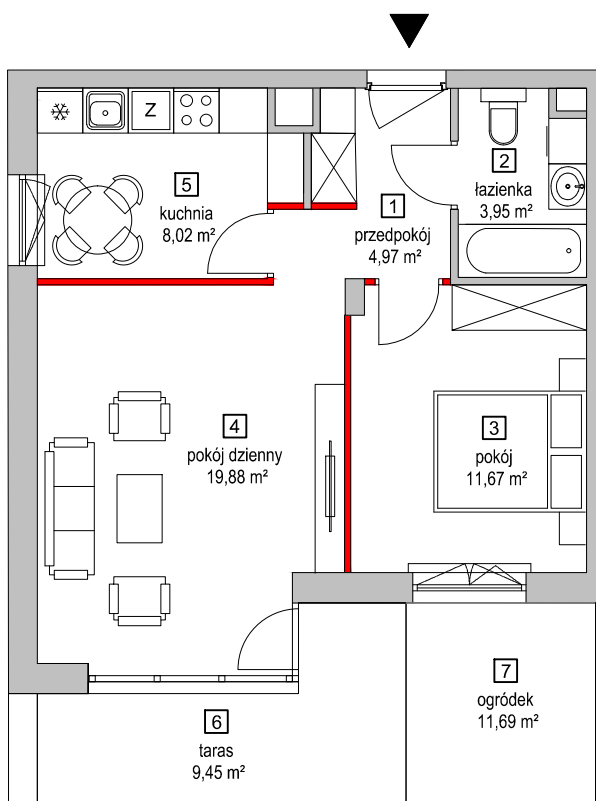 Z
5
kuchnia
8,02 m²
2
łazienka
3,95 m²
1
przedpokój
4,97 m²
4
pokój dzienny
19,88 m²
3
pokój
11,67 m²
6
taras
9,45 m²
7
ogródek
11,69 m²